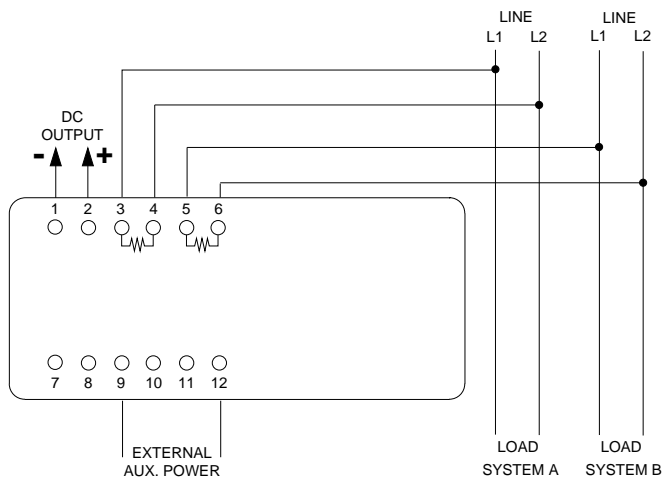 LINE LINE
L1 L2 L1 L2
DC
OUTPUT
- +
1 2 3 4 5 6
7 8 9 10 11 12
EXTERNAL
AUX. POWER
LOAD
SYSTEM A
LOAD
SYSTEM B